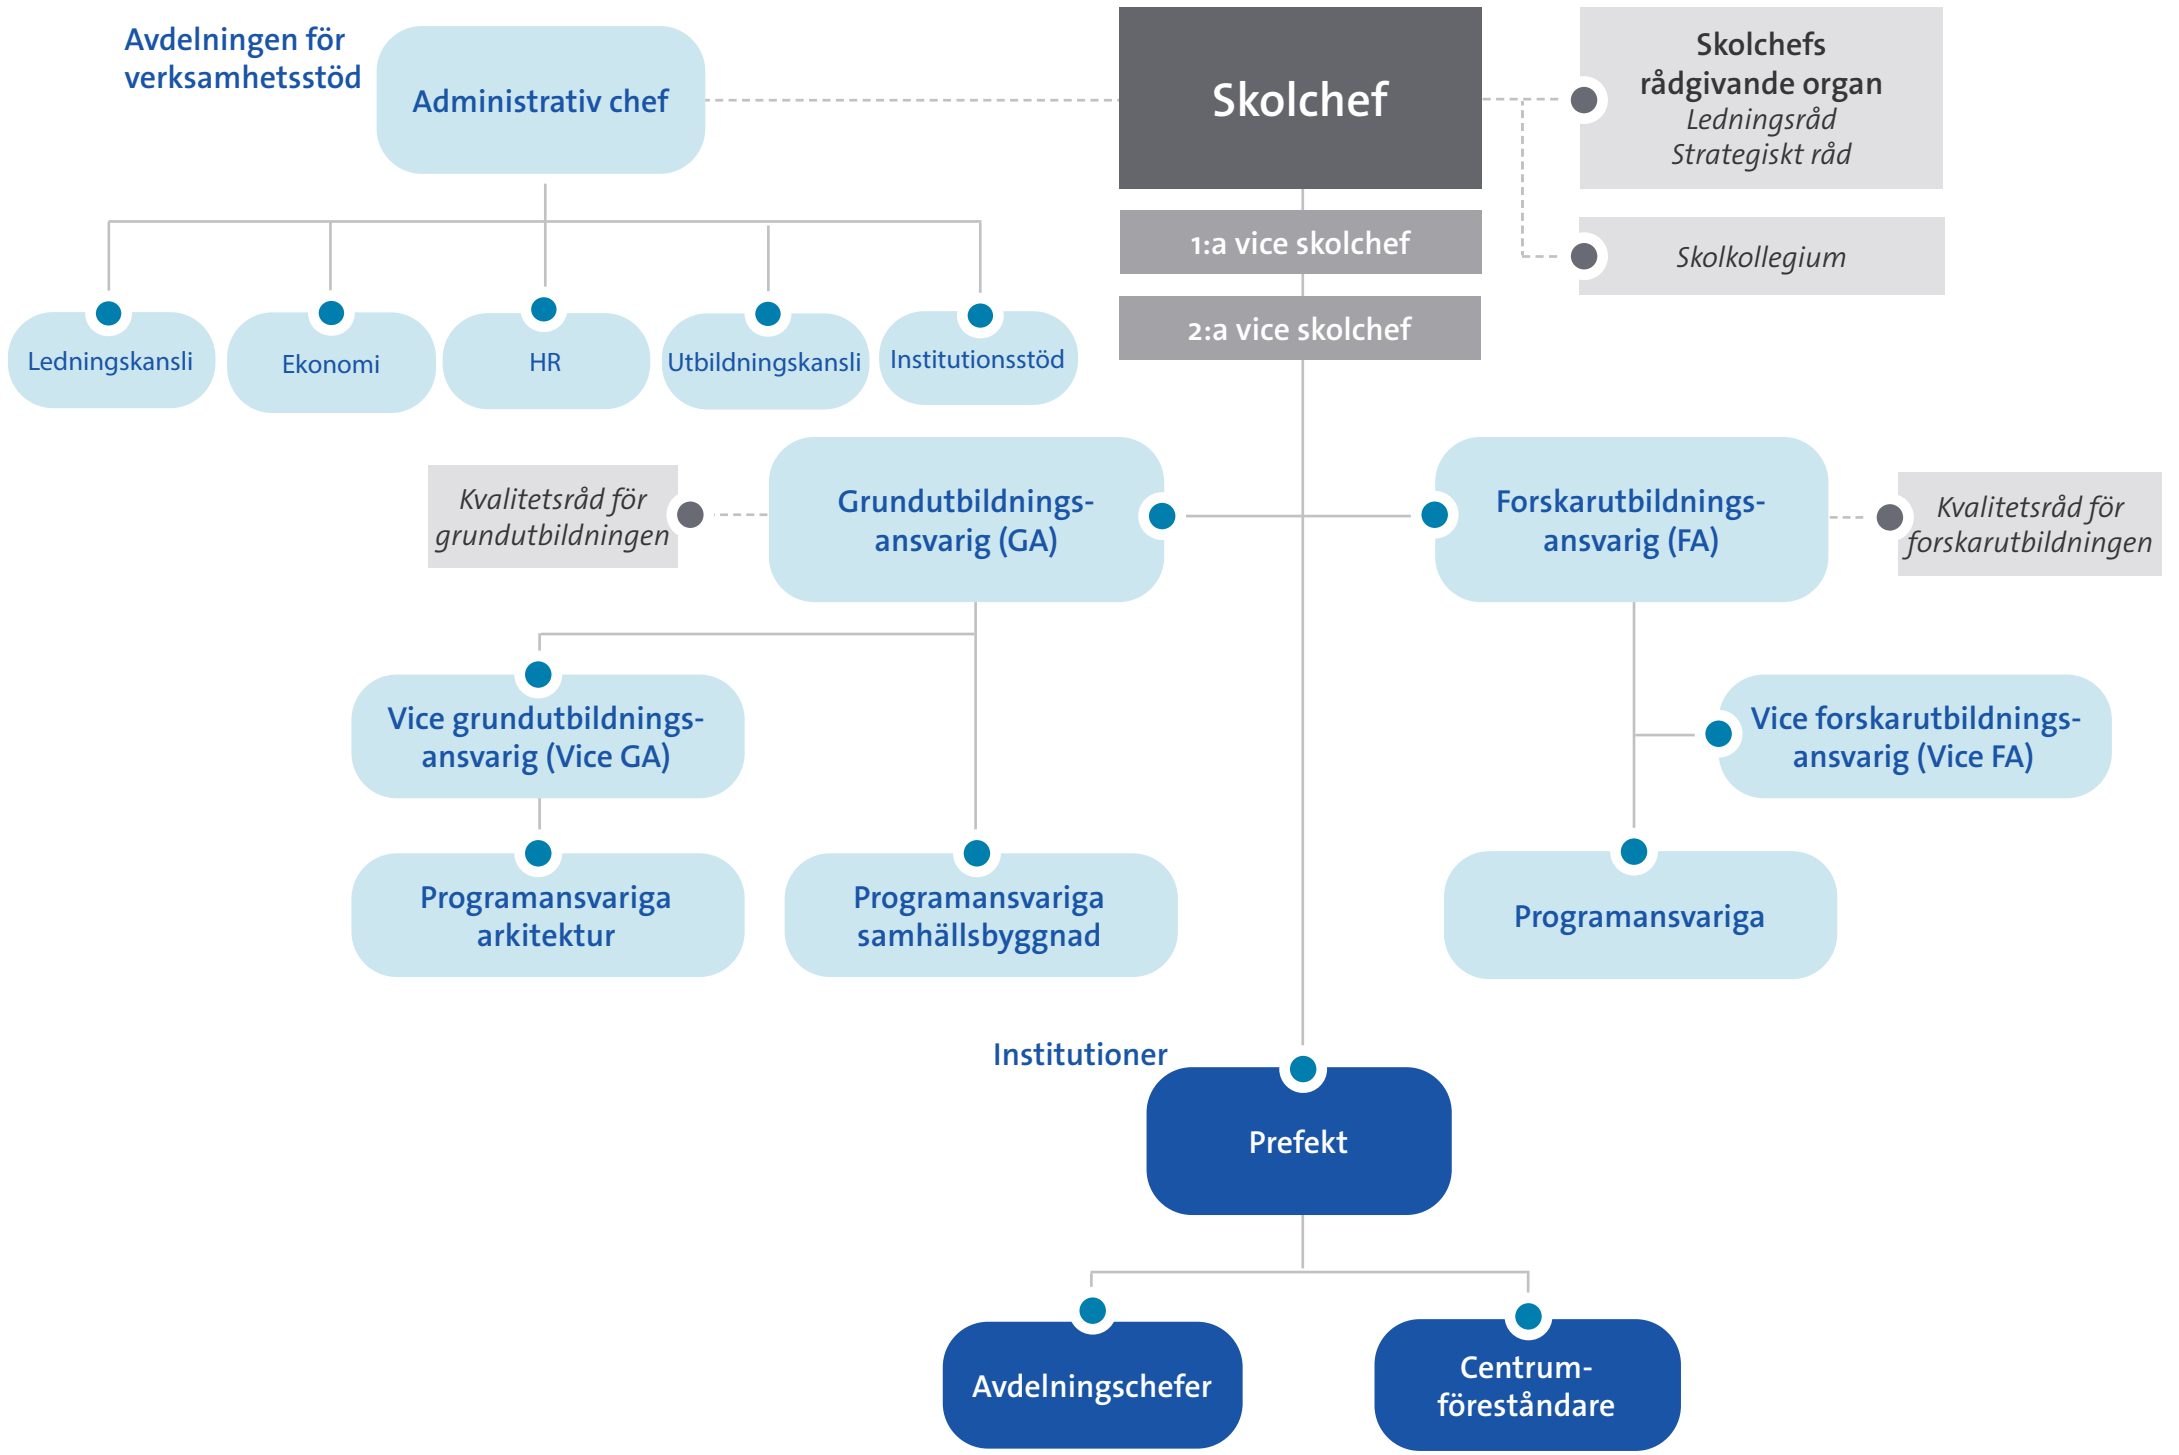 Avdelningen för
verksamhetsstöd
Administrativ chef
Skolchef
Skolchefs
rådgivande organ
Ledningsråd
Strategiskt råd
1:a vice skolchef
Skolkollegium
2:a vice skolchef
Ledningskansli
Ekonomi
HR
Utbildningskansli
Institutionsstöd
Kvalitetsråd för
grundutbildningen
Grundutbildnings-
ansvarig (GA)
Forskarutbildnings-
ansvarig (FA)
Kvalitetsråd för
forskarutbildningen
Vice grundutbildnings-
ansvarig (Vice GA)
Vice forskarutbildnings-
ansvarig (Vice FA)
Programansvariga
arkitektur
Programansvariga
samhällsbyggnad
Programansvariga
Institutioner
Prefekt
Avdelningschefer
Centrum-
föreståndare